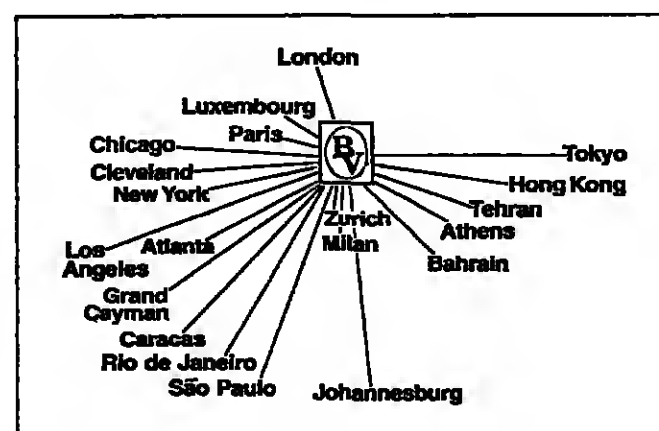 London
Luxembourg
Paris
BV
Chicago
Tokyo
Cleveland
New York
Hong Kong
Tehran
Zurich
Athens
Los
Angeles
Atlanta
Milan
Bahrain
Grand
Cayman
Caracas
Rio de Janeiro
São Paulo
Johannesburg